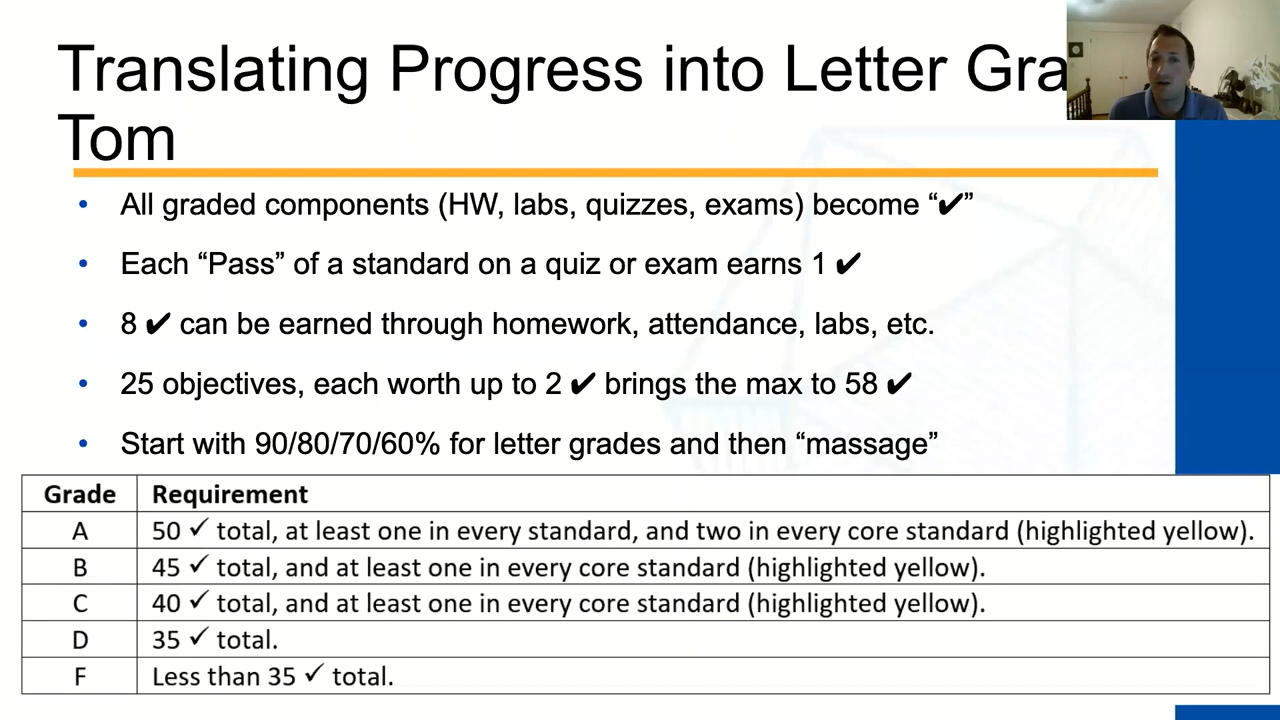 Translating Progress into Letter Gra
Tom
• All graded components (HW, labs, quizzes, exams) become “✔”
• Each “Pass” of a standard on a quiz or exam earns 1 ✔
• 8 ✔ can be earned through homework, attendance, labs, etc.
• 25 objectives, each worth up to 2 ✔ brings the max to 58 ✔
• Start with 90/80/70/60% for letter grades and then “massage”
Grade Requirement
A 50 ✓ total, at least one in every standard, and two in every core standard (highlighted yellow).
B 45 ✓ total, and at least one in every core standard (highlighted yellow).
C 40 ✓ total, and at least one in every core standard (highlighted yellow).
D 35 ✓ total.
F Less than 35 ✓ total.